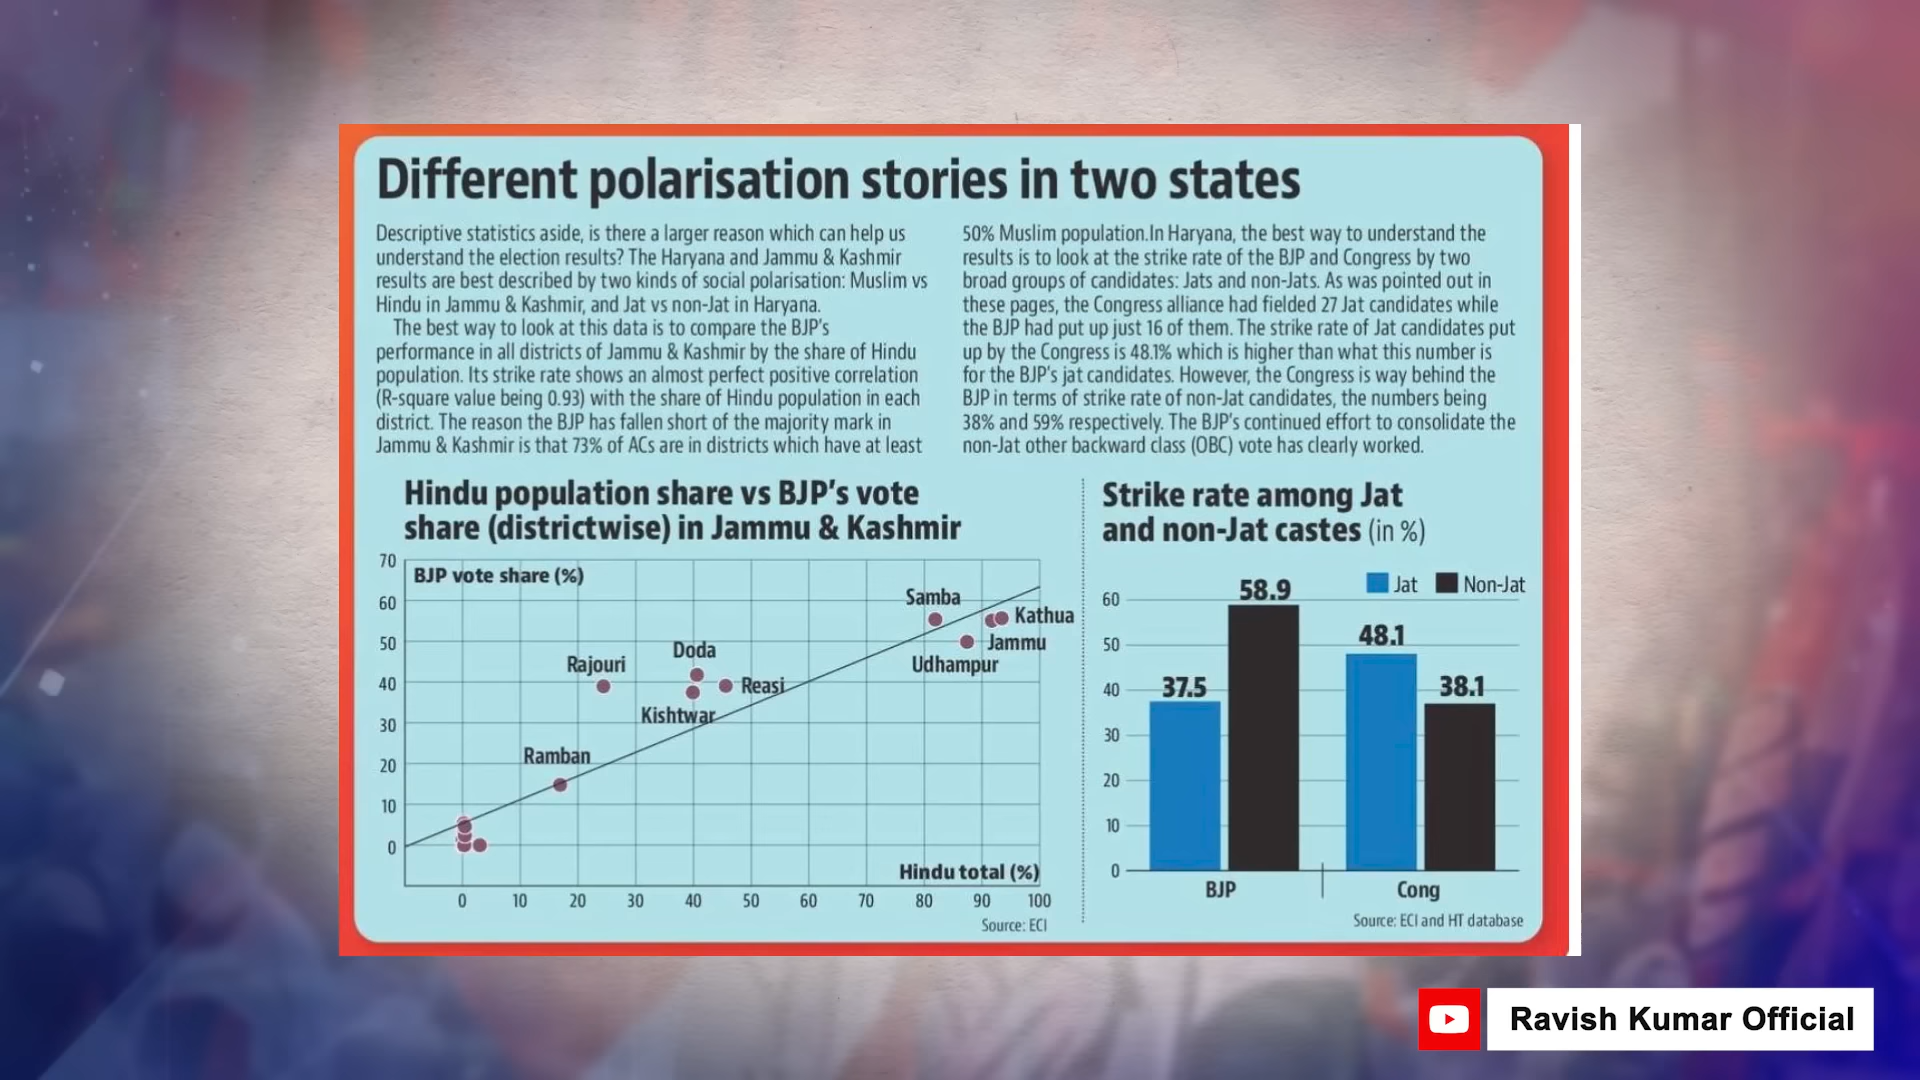 Different polarisation stories in two states
Descriptive statistics aside, is there a larger reason which can help us
understand the election results? The Haryana and Jammu & Kashmir
results are best described by two kinds of social polarisation: Muslim vs
Hindu in Jammu & Kashmir, and Jat vs non-Jat in Haryana.
The best way to look at this data is to compare the BJP's
performance in all districts of Jammu & Kashmir by the share of Hindu
population. Its strike rate shows an almost perfect positive correlation
(R-square value being 0.93) with the share of Hindu population in each
district. The reason the BJP has fallen short of the majority mark in
Jammu & Kashmir is that 73% of ACs are in districts which have at least
50% Muslim population.In Haryana, the best way to understand the
results is to look at the strike rate of the BJP and Congress by two
broad groups of candidates: Jats and non-Jats. As was pointed out in
these pages, the Congress alliance had fielded 27 Jat candidates while
the BJP had put up just 16 of them. The strike rate of Jat candidates put
up by the Congress is 48.1% which is higher than what this number is
for the BJP's jat candidates. However, the Congress is way behind the
BJP in terms of strike rate of non-Jat candidates, the numbers being
38% and 59% respectively. The BJP's continued effort to consolidate the
non-Jat other backward class (OBC) vote has clearly worked.
Hindu population share vs BJP's vote
share (districtwise) in Jammu & Kashmir
BJP vote share (%)
70
60
50
40
30
20
10
0
Samba
Kathua
Jammu
Udhampur
Doda
Rajouri
Reasi
Kishtwar
Ramban
Hindu total (%)
0 10 20 30 40 50 60 70 80 90 100
Source: ECI
Strike rate among Jat
and non-Jat castes (in %)
Jat Non-Jat
60
50
40
30
20
10
0
37.5
58.9
48.1
38.1
BJP
Cong
Source: ECI and HT database
Ravish Kumar Official